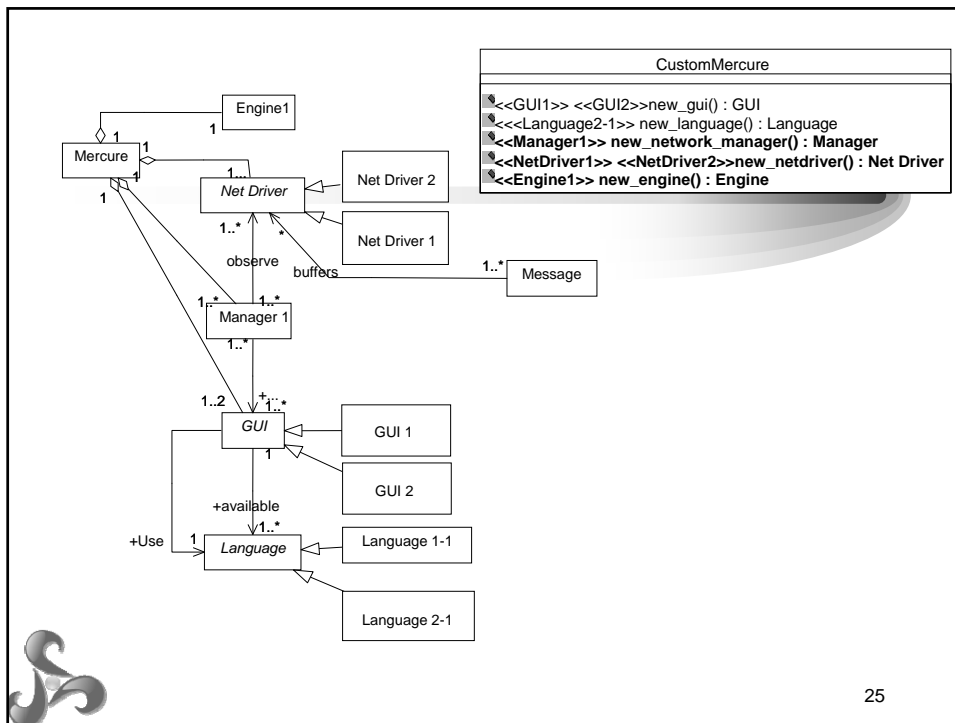 CustomMercure
<<GUI1>> <<GUI2>>new_gui() : GUI
<<<Language2-1>> new_language() : Language
<<Manager1>> new_network_manager() : Manager
<<NetDriver1>> <<NetDriver2>>new_netdriver() : Net Driver
<<Engine1>> new_engine() : Engine
Engine1
1
1
Mercure
1
1
1
1...
Net Driver
Net Driver 2
Net Driver 1
1..*
*
observe
buffers
1..*
Message
1..*
1..*
Manager 1
1..*
1..2
+...
1..*
GUI
1
GUI 1
GUI 2
+available
1..*
+Use
1
Language
Language 1-1
Language 2-1
25